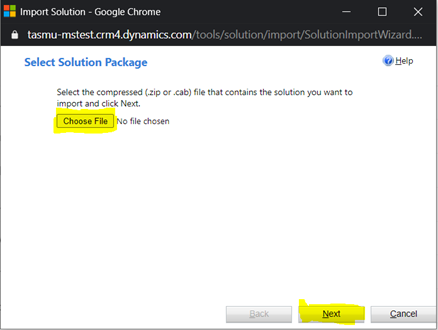 Import Solution - Google Chrome
tasmu-mstest.crm4.dynamics.com/tools/solution/import/SolutionImportWizard....
Select Solution Package
Help
Select the compressed (.zip or .cab) file that contains the solution you want to
import and click Next.
Choose File No file chosen
Back Next Cancel